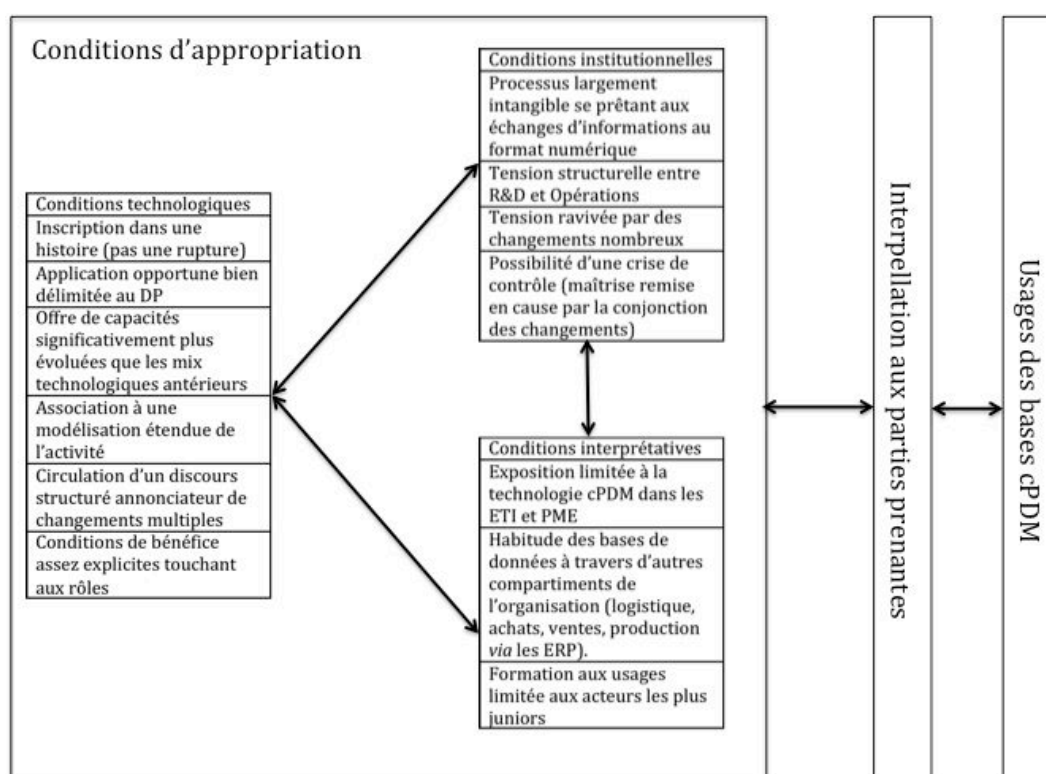 Conditions d'appropriation
Conditions technologiques
Inscription dans une
histoire (pas une rupture)
Application opportune bien
délimitée au DP
Offre de capacités
significativement plus
évoluées que les mix
technologiques antérieurs
Association à une
modélisation étendue de
l'activité
Circulation d'un discours
structuré annonciateur de
changements multiples
Conditions de bénéfice
assez explicites touchant
aux rôles
Conditions institutionnelles
Processus largement
intangible se prêtant aux
échanges d'informations au
format numérique
Tension structurelle entre
R&D et Opérations
Tension ravivée par des
changements nombreux
Possibilité d'une crise de
contrôle (maîtrise remise
en cause par la conjonction
des changements)
Conditions interprétatives
Exposition limitée à la
technologie cPDM dans les
ETI et PME
Habitude des bases de
données à travers d'autres
compartiments de
l'organisation (logistique,
achats, ventes, production
via les ERP).
Formation aux usages
limitée aux acteurs les plus
juniors
Interpellation aux parties prenantes
Usages des bases cPDM